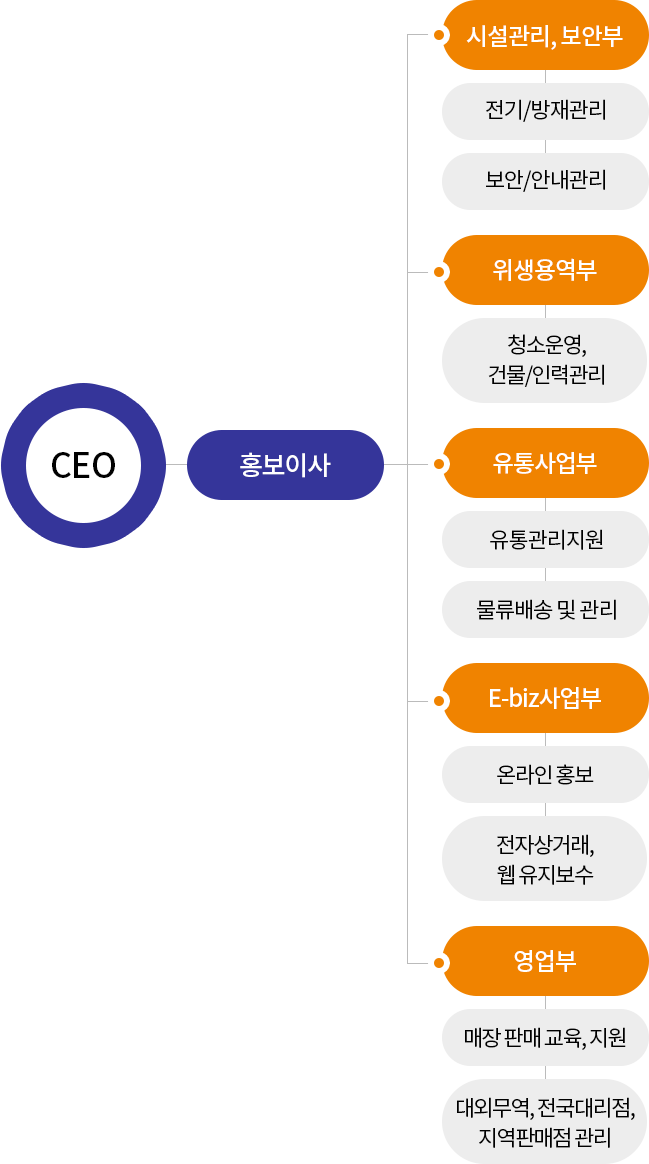 CEO
홍보이사
시설관리, 보안부
전기/방재관리
보안/안내관리
위생용역부
청소운영,
건물/인력관리
유통사업부
유통관리지원
물류배송 및 관리
E-biz사업부
온라인 홍보
전자상거래,
웹 유지보수
영업부
매장 판매 교육, 지원
대외무역, 전국대리점,
지역판매점 관리